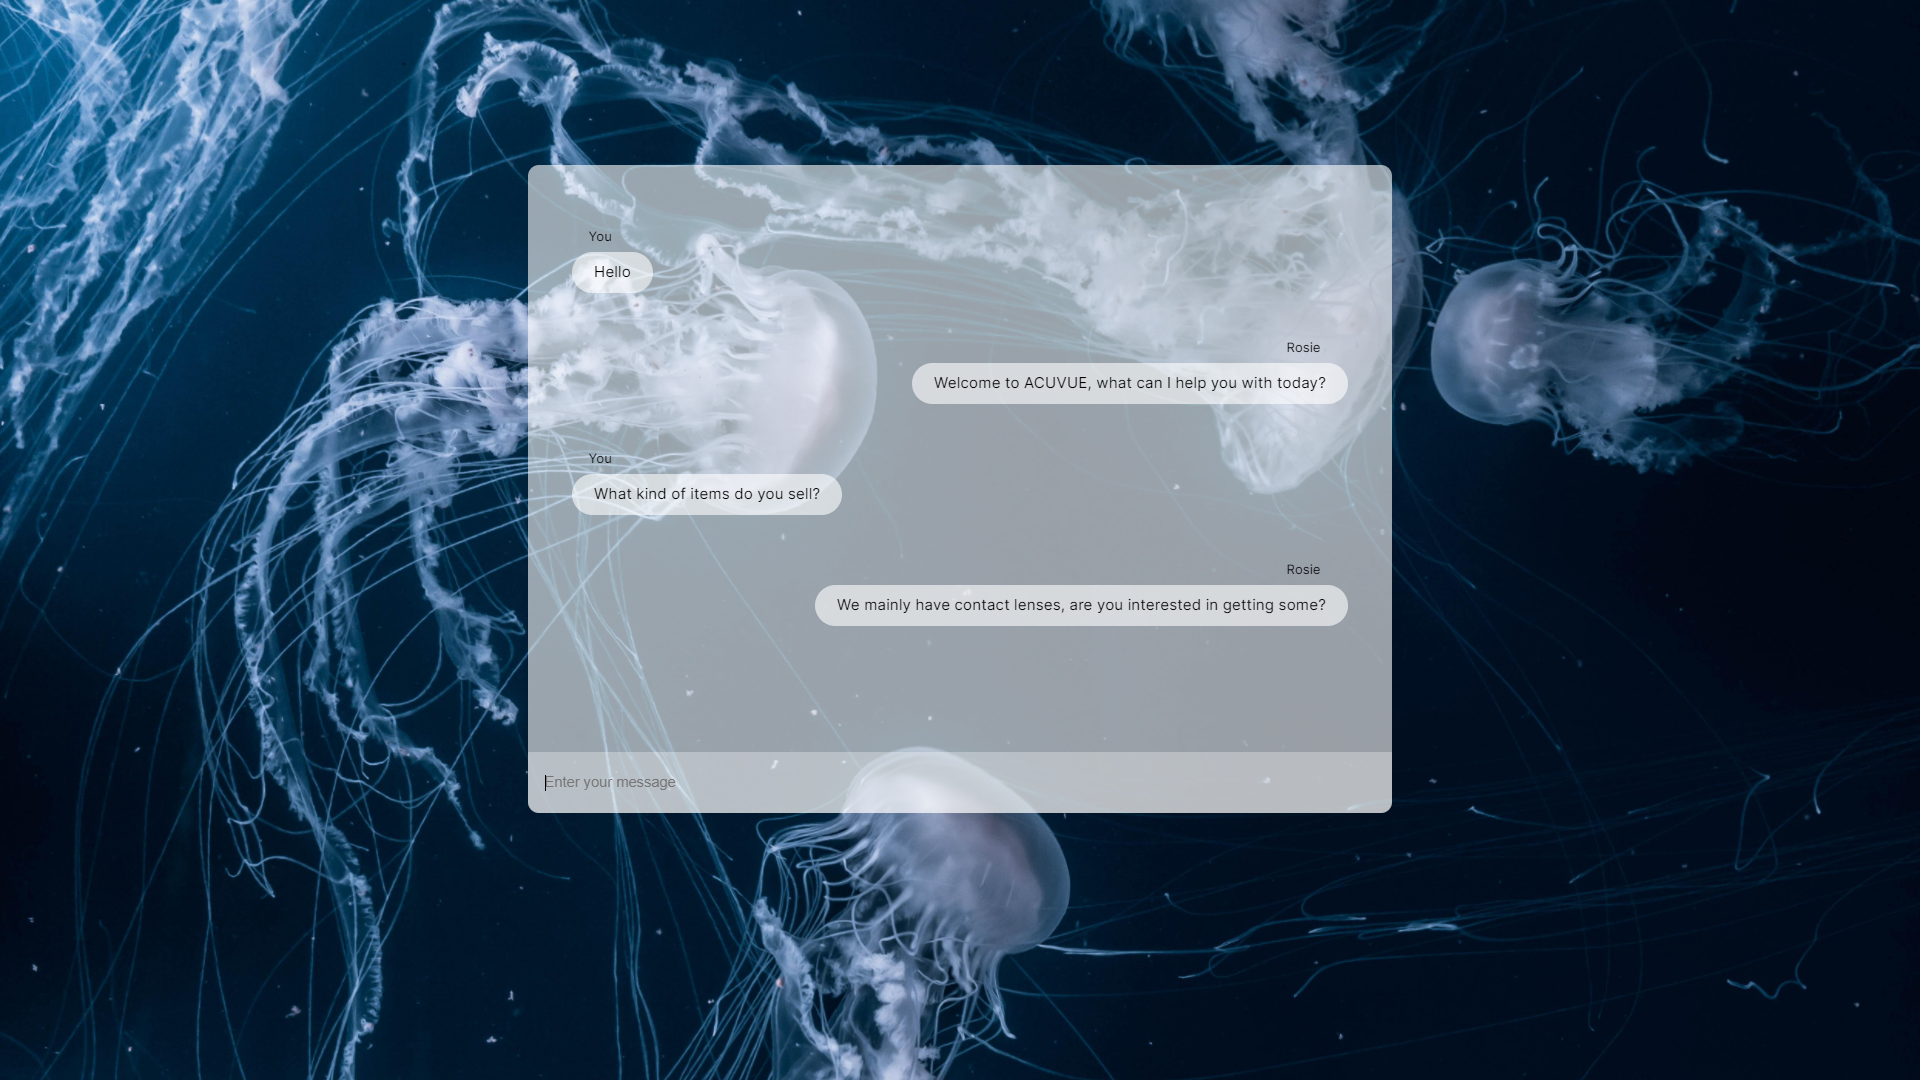 You
Hello
Rosie
Welcome to ACUVUE, what can I help you with today?
You
What kind of items do you sell?
Rosie
We mainly have contact lenses, are you interested in getting some?
Enter your message